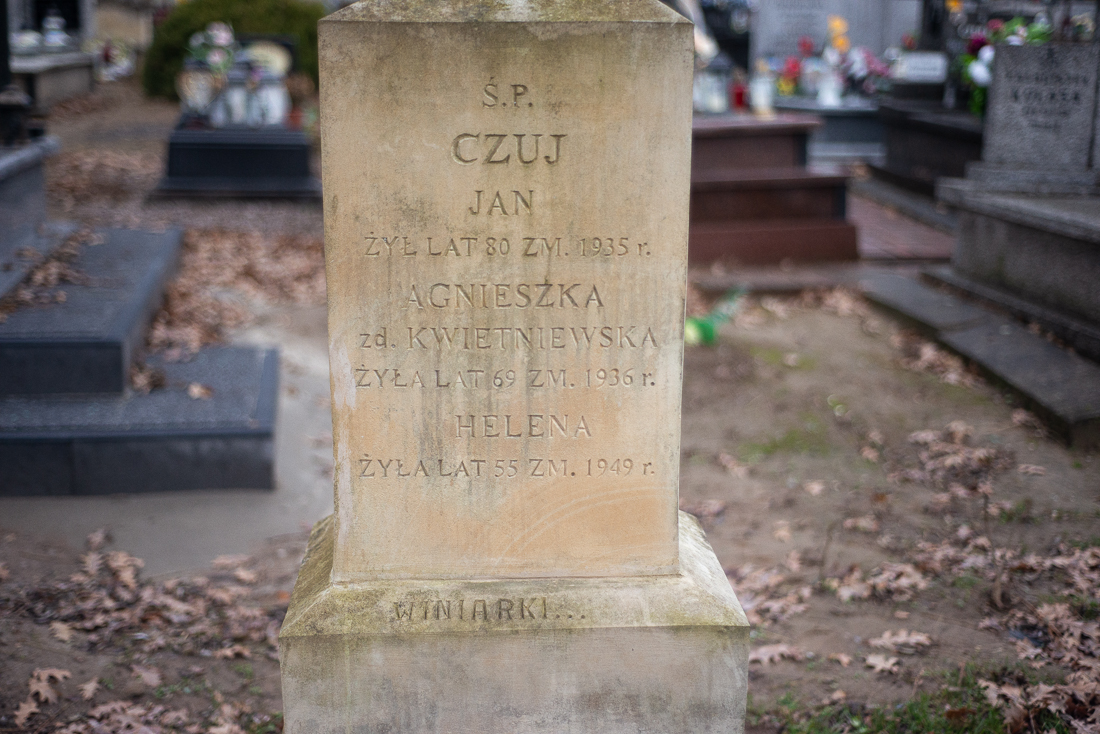 Ś.P.
CZUJ
JAN
ŻYŁ LAT 80 ZM. 1935 r.
AGNIESZKA
zd. KWIETNIEWSKA
ŻYŁA LAT 69 ZM. 1936 r.
HELENA
ŻYŁA LAT 55 ZM. 1949 r.
WINIARKI...